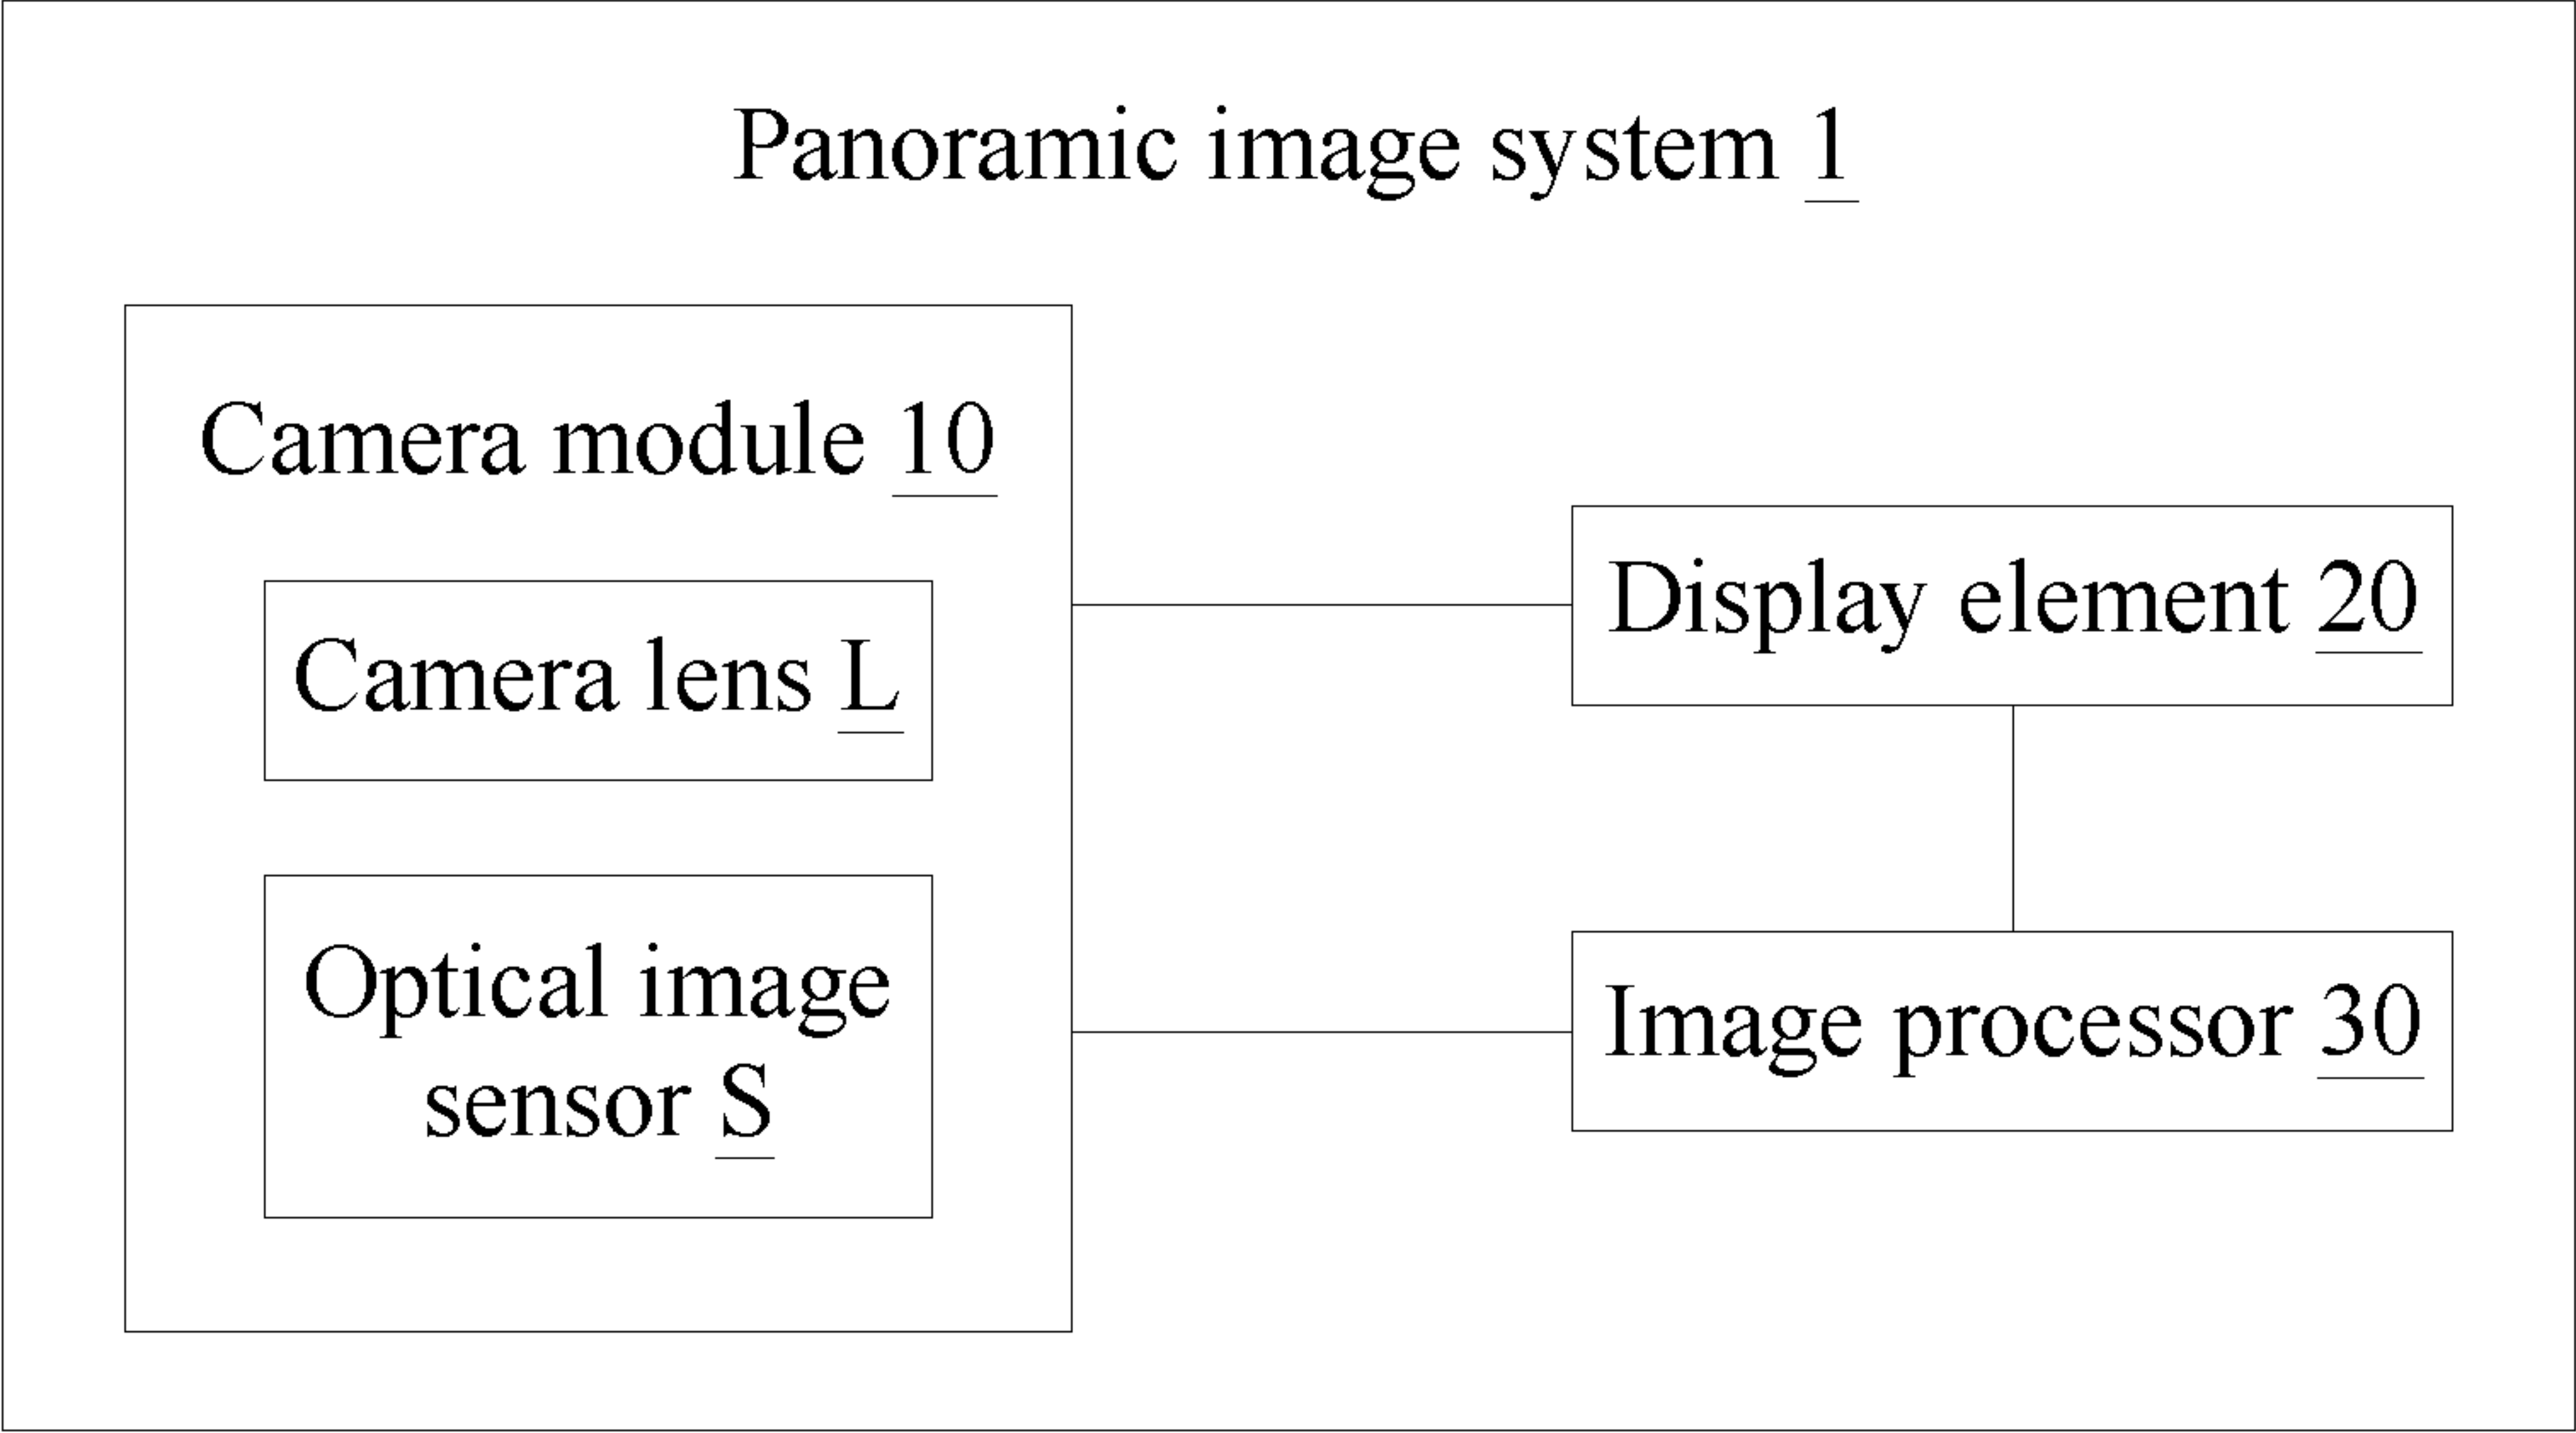 Panoramic image system 1
Camera module 10
Camera lens L
Optical image
sensor S
Display element 20
Image processor 30